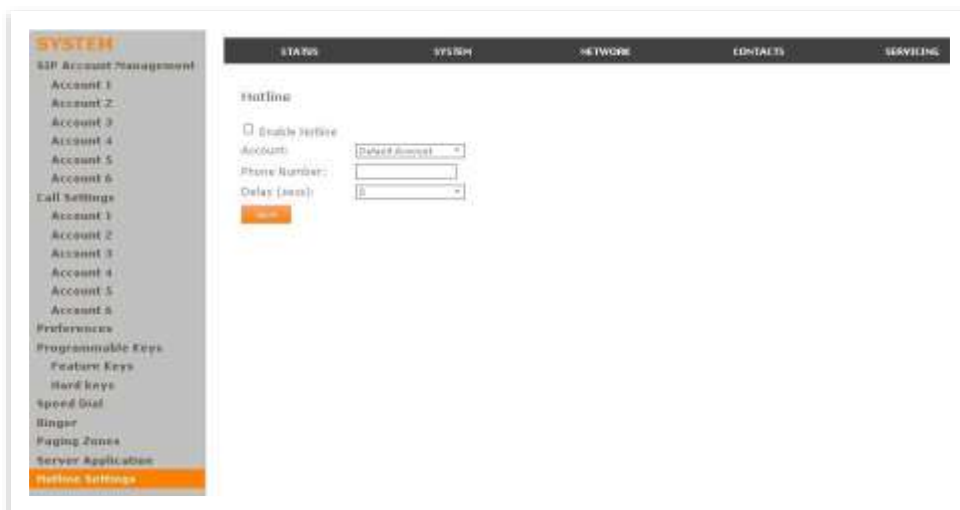 SYSTEM
SIP Account Management
Account 1
Account 2
Account 3
Account 4
Account 5
Account 6
Call Settings
Account 1
Account 2
Account 3
Account 4
Account 5
Account 6
Preferences
Programmable Keys
Feature Keys
Hard keys
Speed Dial
Ringer
Paging Zones
Server Application
Hotline Settings
STATUS SYSTEM NETWORK CONTACTS SERVICING
Hotline
Enable Hotline
Account: Default Account
Phone Number:
Delay (secs): 0